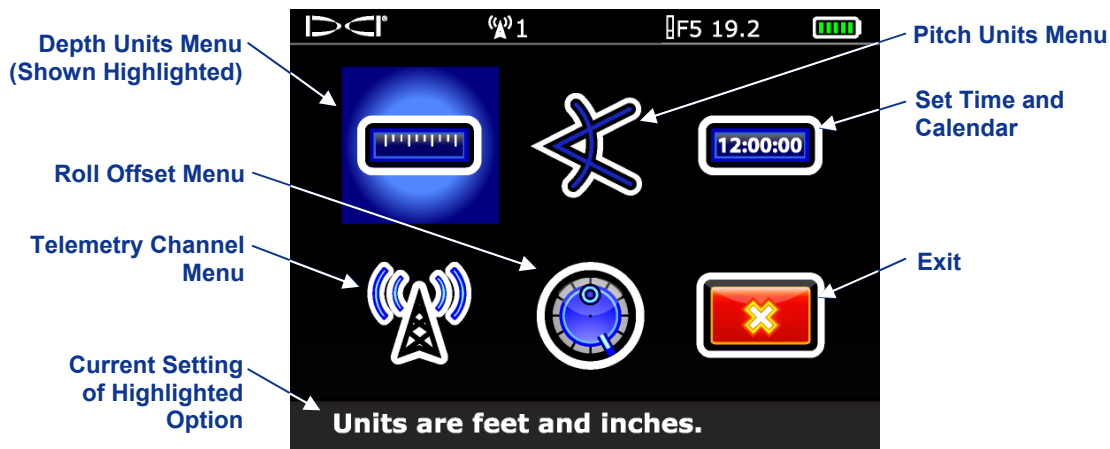 1
F5 19.2
Depth Units Menu
(Shown Highlighted)
Pitch Units Menu
Set Time and
Calendar
12:00:00
Roll Offset Menu
Telemetry Channel
Menu
Exit
Current Setting
of Highlighted
Option
Units are feet and inches.